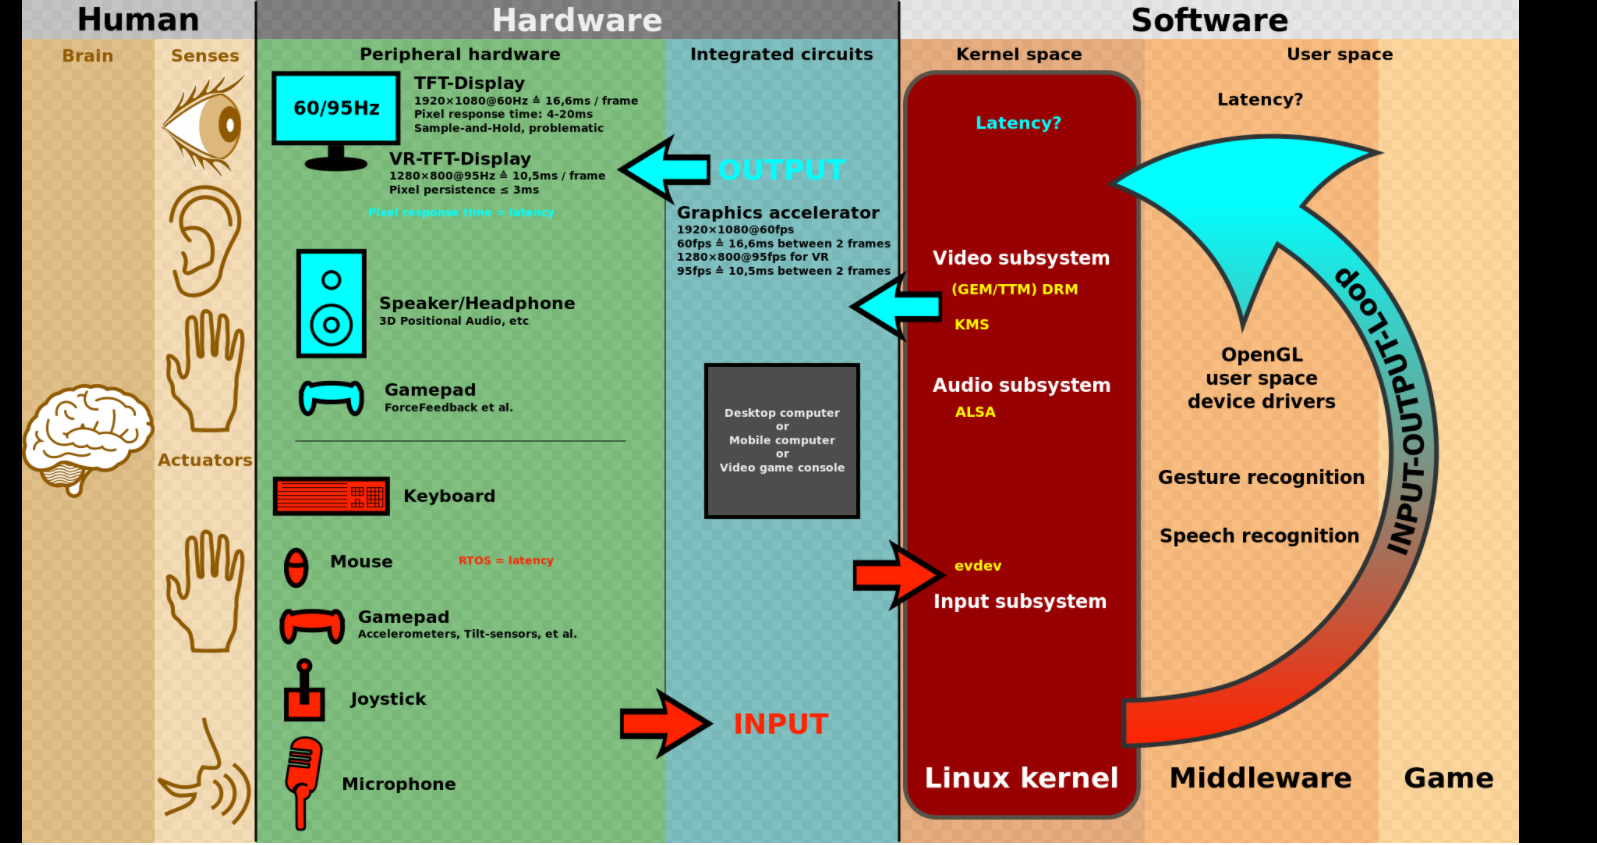 Human
Hardware
Software
Brain
Senses
Peripheral hardware
Integrated circuits
Kernel space
User space
60/95Hz
TFT-Display
1920×1080@60Hz ≙ 16,6ms / frame
Pixel response time: 4-20ms
Sample-and-Hold, problematic
VR-TFT-Display
1280×800@95Hz ≙ 10,5ms / frame
Pixel persistence ≤ 3ms
Pixel response time = latency
Speaker/Headphone
3D Positional Audio, etc
Gamepad
ForceFeedback et al.
Actuators
Keyboard
Mouse
RTOS = latency
Gamepad
Accelerometers, Tilt-sensors, et al.
Joystick
Microphone
OUTPUT
Graphics accelerator
1920×1080@60fps
60fps ≙ 16,6ms between 2 frames
1280×800@95fps for VR
95fps ≙ 10,5ms between 2 frames
Desktop computer
or
Mobile computer
or
Video game console
INPUT
Latency?
Video subsystem
(GEM/TTM) DRM
KMS
Audio subsystem
ALSA
evdev
Input subsystem
Linux kernel
Latency?
OpenGL
user space
device drivers
Gesture recognition
Speech recognition
INPUT-OUTPUT-Loop
Middleware
Game